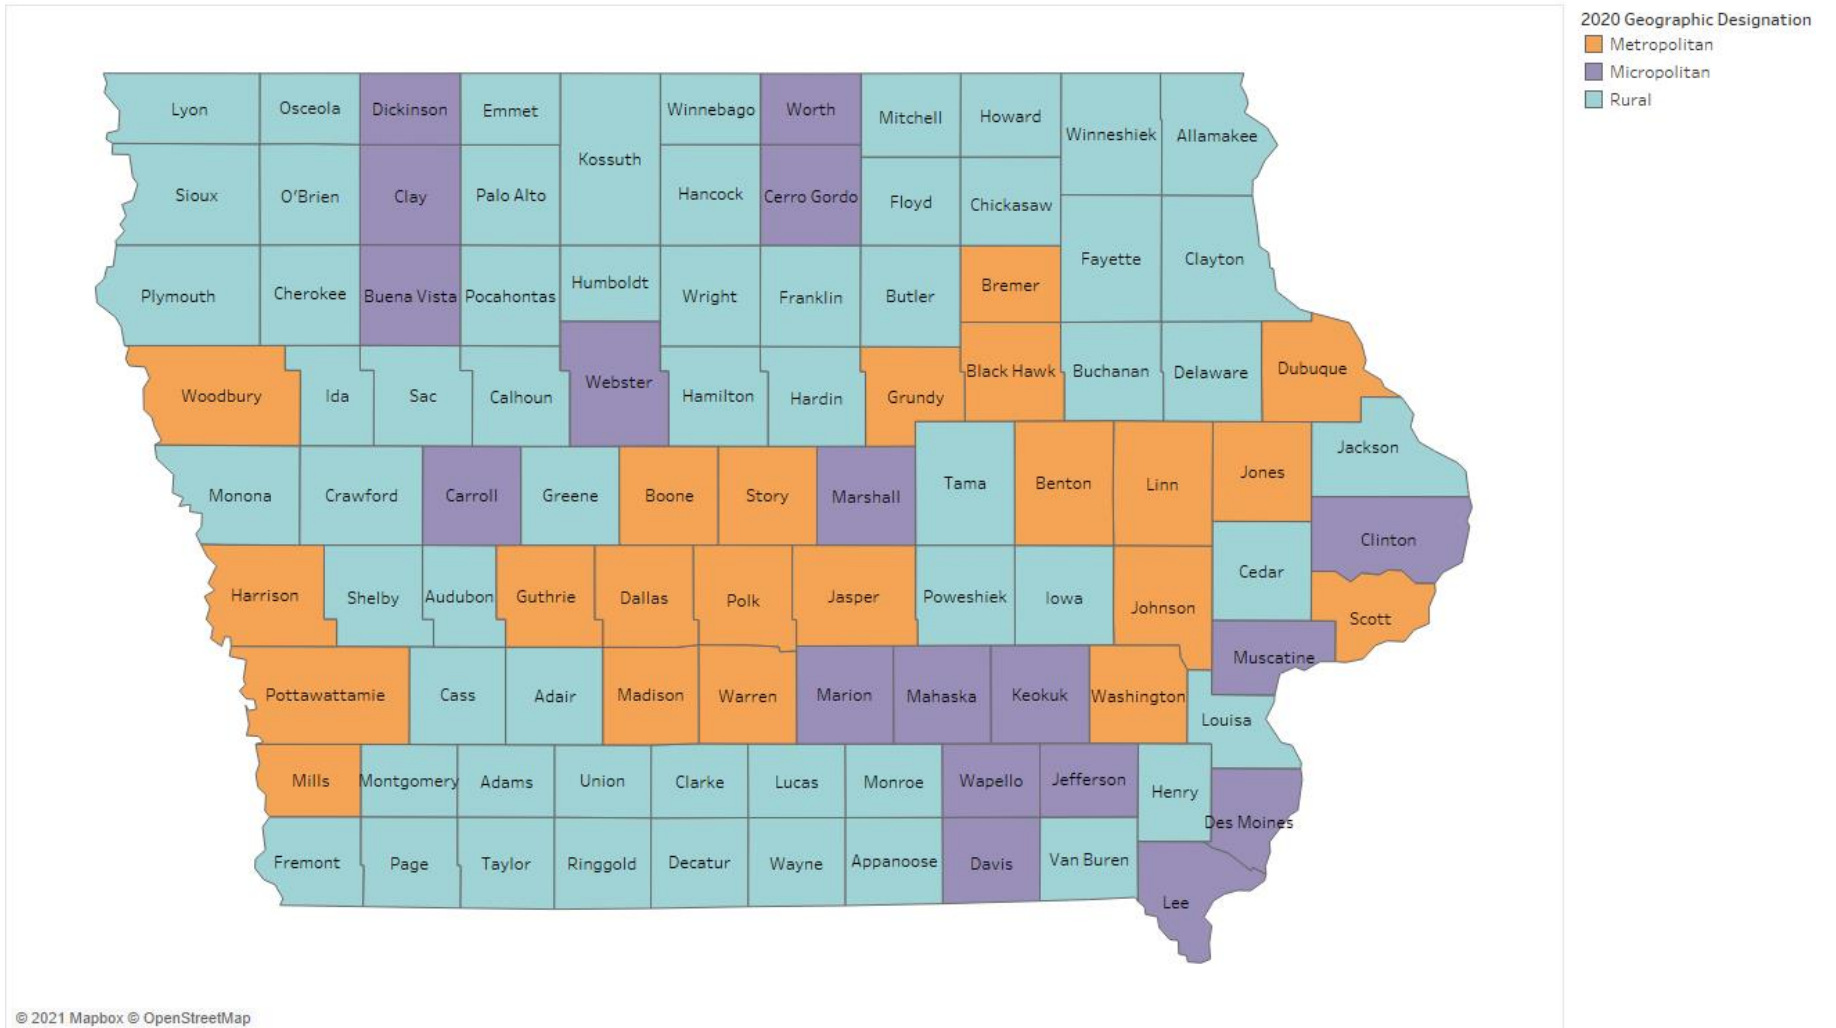 2020 Geographic Designation
Metropolitan
Micropolitan
Rural
Lyon
Osceola
Dickinson
Emmet
Kossuth
Winnebago
Worth
Mitchell
Howard
Winneshiek
Allamakee
Sioux
O'Brien
Clay
Palo Alto
Hancock
Cerro Gordo
Floyd
Chickasaw
Plymouth
Cherokee
Buena Vista
Pocahontas
Humboldt
Wright
Franklin
Butler
Bremer
Fayette
Clayton
Woodbury
Ida
Sac
Calhoun
Webster
Hamilton
Hardin
Grundy
Black Hawk
Buchanan
Delaware
Dubuque
Monona
Crawford
Carroll
Greene
Boone
Story
Marshall
Tama
Benton
Linn
Jones
Jackson
Clinton
Harrison
Shelby
Audubon
Guthrie
Dallas
Polk
Jasper
Poweshiek
Iowa
Johnson
Cedar
Scott
Muscatine
Pottawattamie
Cass
Adair
Madison
Warren
Marion
Mahaska
Keokuk
Washington
Louisa
Mills
Montgomery
Adams
Union
Clarke
Lucas
Monroe
Wapello
Jefferson
Henry
Des Moines
Fremont
Page
Taylor
Ringgold
Decatur
Wayne
Appanoose
Davis
Van Buren
Lee
© 2021 Mapbox © OpenStreetMap